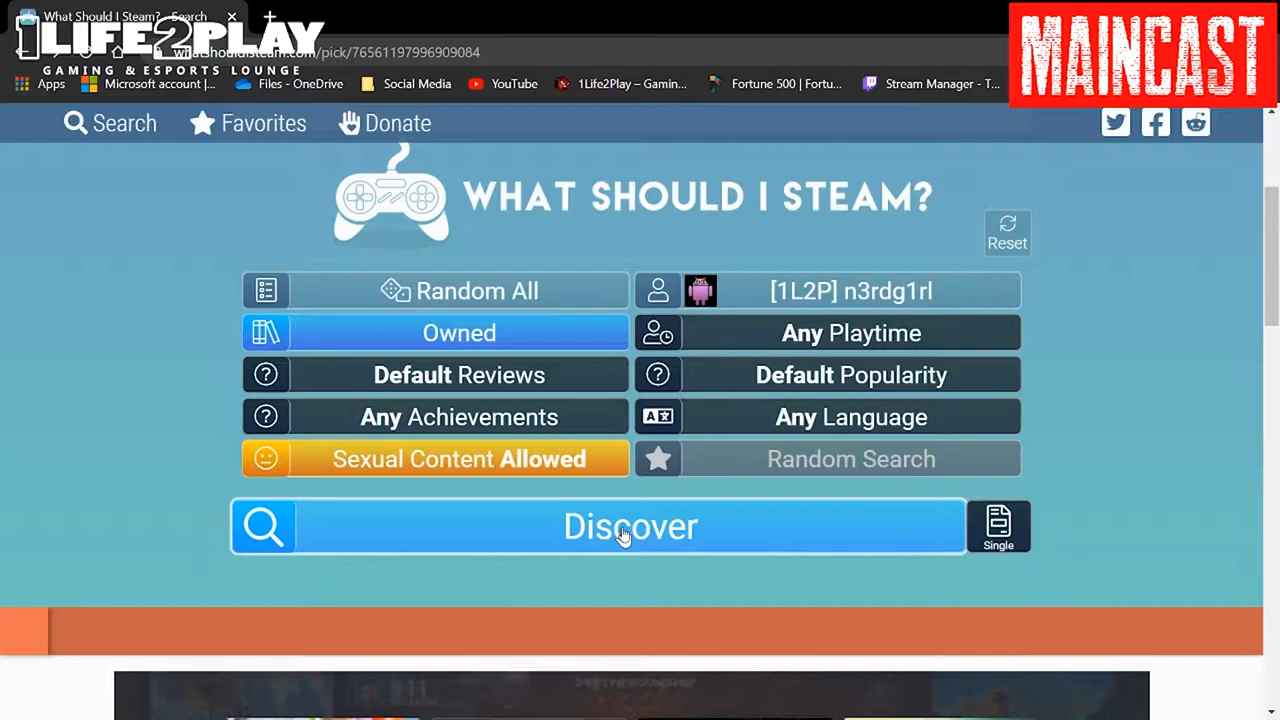 What Should I Steam? - Search
1LIFE2PLAY
GAMING & ESPORTS LOUNGE
MAINCAST
whatshouldisteam.com/pick/76561197996909084
Apps
Microsoft account |...
Files - OneDrive
Social Media
YouTube
1Life2Play – Gamin...
Fortune 500 | Fortu...
Stream Manager - T...
Search
Favorites
Donate
WHAT SHOULD I STEAM?
Reset
Random All
[1L2P] n3rdg1rl
Owned
Any Playtime
Default Reviews
Default Popularity
Any Achievements
Any Language
Sexual Content Allowed
Random Search
Discover
Single